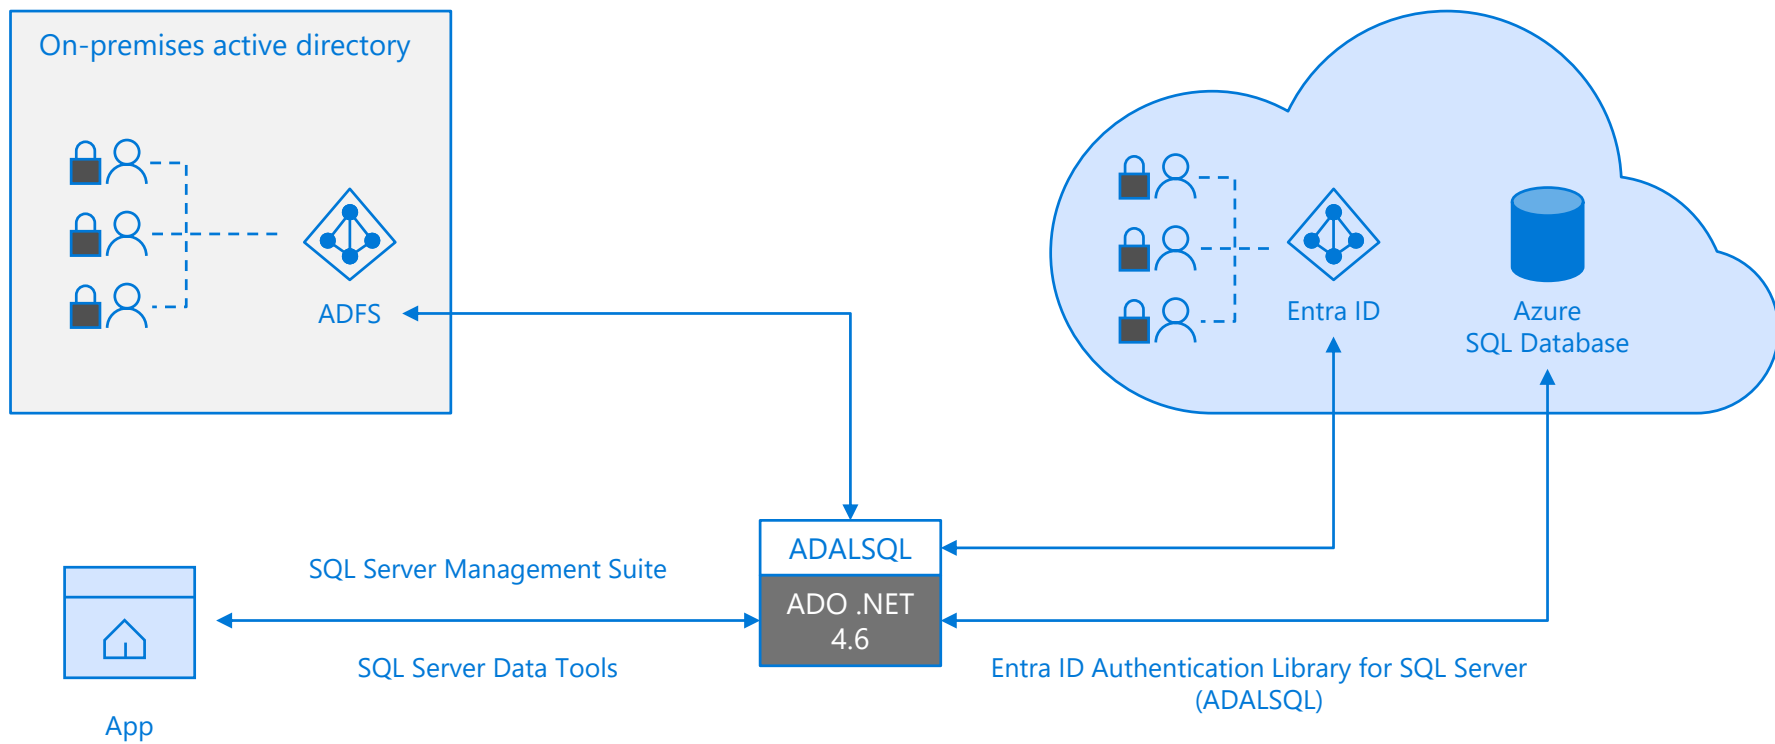 On-premises active directory
ADFS
Entra ID
Azure
SQL Database
ADALSQL
ADO .NET
4.6
SQL Server Management Suite
SQL Server Data Tools
App
Entra ID Authentication Library for SQL Server
(ADALSQL)